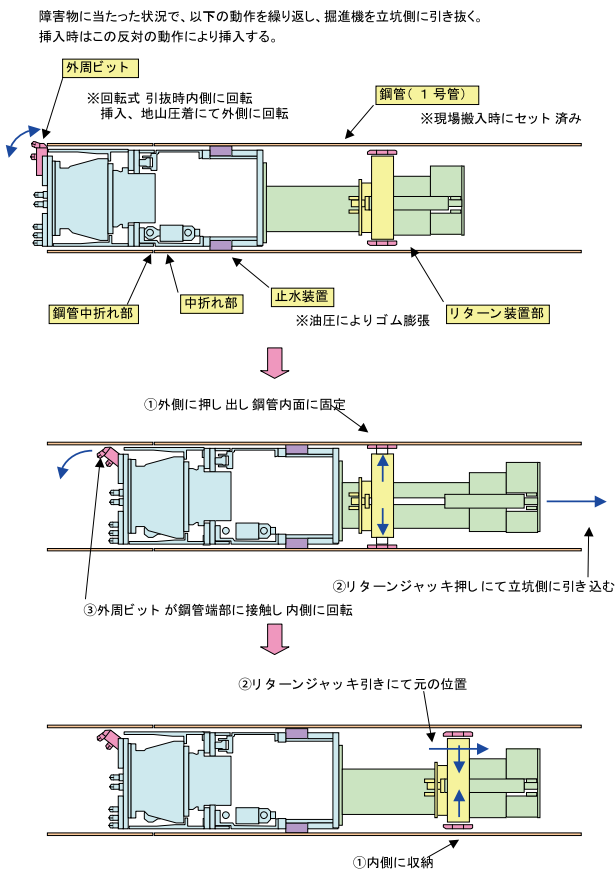 障害物に当たった状況で、以下の動作を繰り返し、掘進機を立坑側に引き抜く。
挿入時はこの反対の動作により挿入する。
外周ビット
※回転式 引抜時内側に回転
挿入、地山圧着にて外側に回転
鋼管(１号管)
※現場搬入時にセット済み
鋼管中折れ部
中折れ部
止水装置
※油圧によりゴム膨張
リターン装置部
①外側に押し出し鋼管内面に固定
②リターンジャッキ押しにて立坑側に引き込む
③外周ビットが鋼管端部に接触し内側に回転
②リターンジャッキ引きにて元の位置
①内側に収納